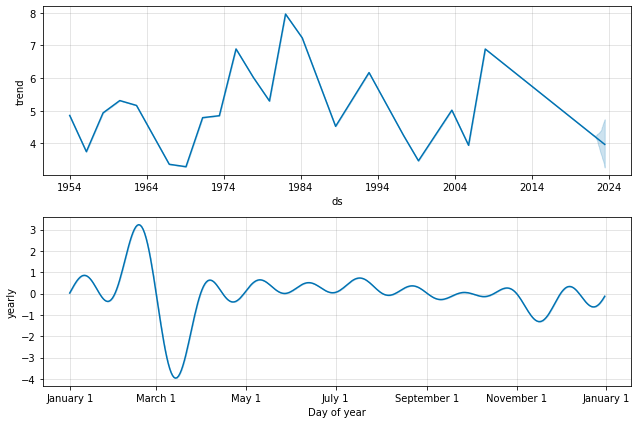 8
7
6
5
4
trend
1954 1964 1974 1984 1994 2004 2014 2024
ds
3
2
1
0
−1
−2
−3
−4
yearly
January 1 March 1 May 1 July 1 September 1 November 1 January 1
Day of year